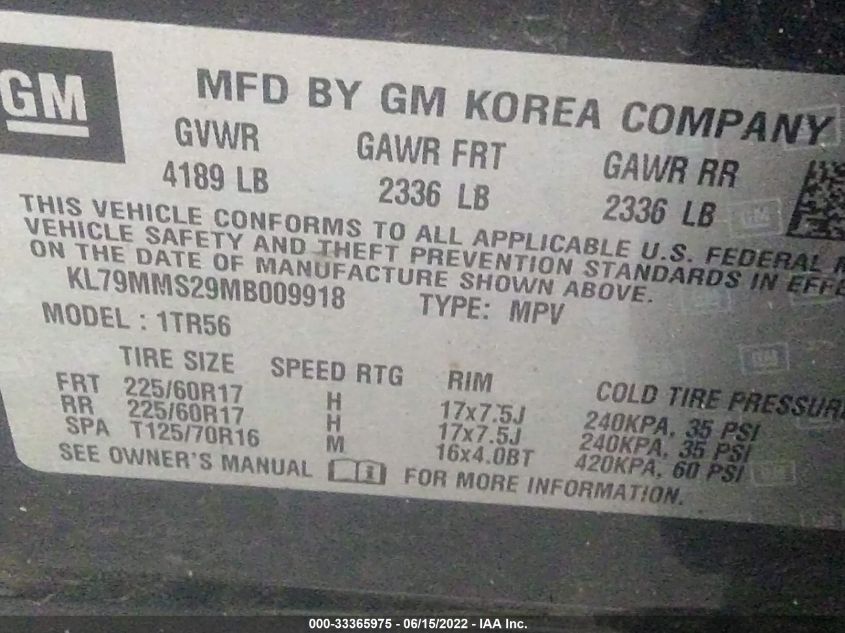 GM
MFD BY GM KOREA COMPANY
GVWR GAWR FRT GAWR RR
4189 LB 2336 LB 2336 LB
THIS VEHICLE CONFORMS TO ALL APPLICABLE U.S. FEDERAL
VEHICLE SAFETY AND THEFT PREVENTION STANDARDS IN EFFE
ON THE DATE OF MANUFACTURE SHOWN ABOVE.
KL79MMS29MB009918 TYPE: MPV
MODEL : 1TR56
TIRE SIZE SPEED RTG RIM COLD TIRE PRESSUR
FRT 225/60R17 H 17x7.5J 240KPA, 35 PSI
RR 225/60R17 H 17x7.5J 240KPA, 35 PSI
SPA T125/70R16 M 16x4.0BT 420KPA, 60 PSI
SEE OWNER'S MANUAL FOR MORE INFORMATION.
000-33365975 - 06/15/2022 - IAA Inc.